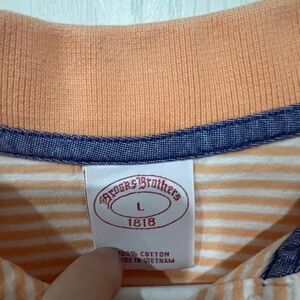 Brooks Brothers
L
1818
100% COTTON
MADE IN VIETNAM